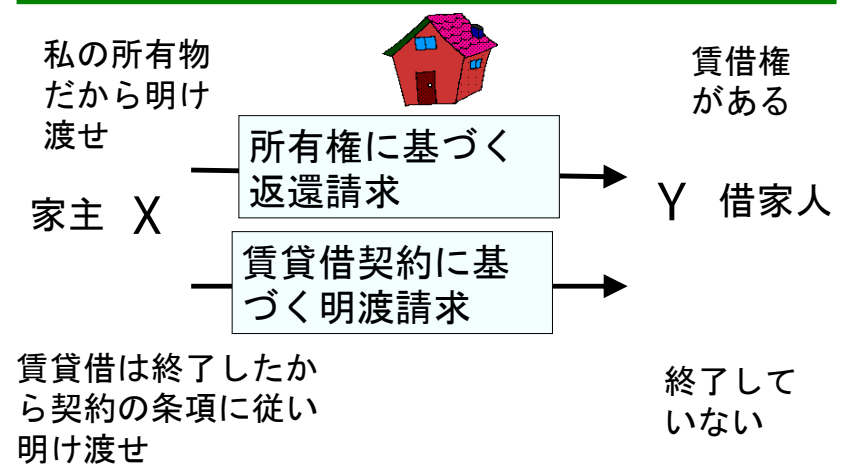 私の所有物
だから明け
渡せ
賃借権
がある
所有権に基づく
返還請求
家主 X
Y 借家人
賃貸借契約に基
づく明渡請求
賃貸借は終了したか
ら契約の条項に従い
明け渡せ
終了して
いない